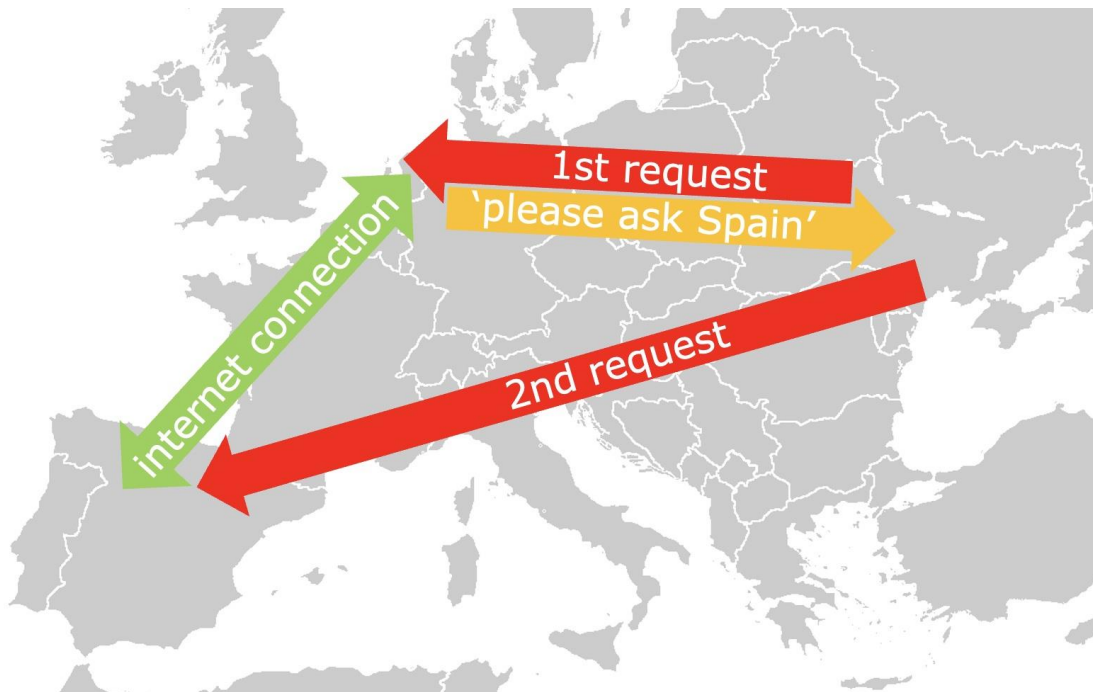 1st request
‘please ask Spain’
internet connection
2nd request